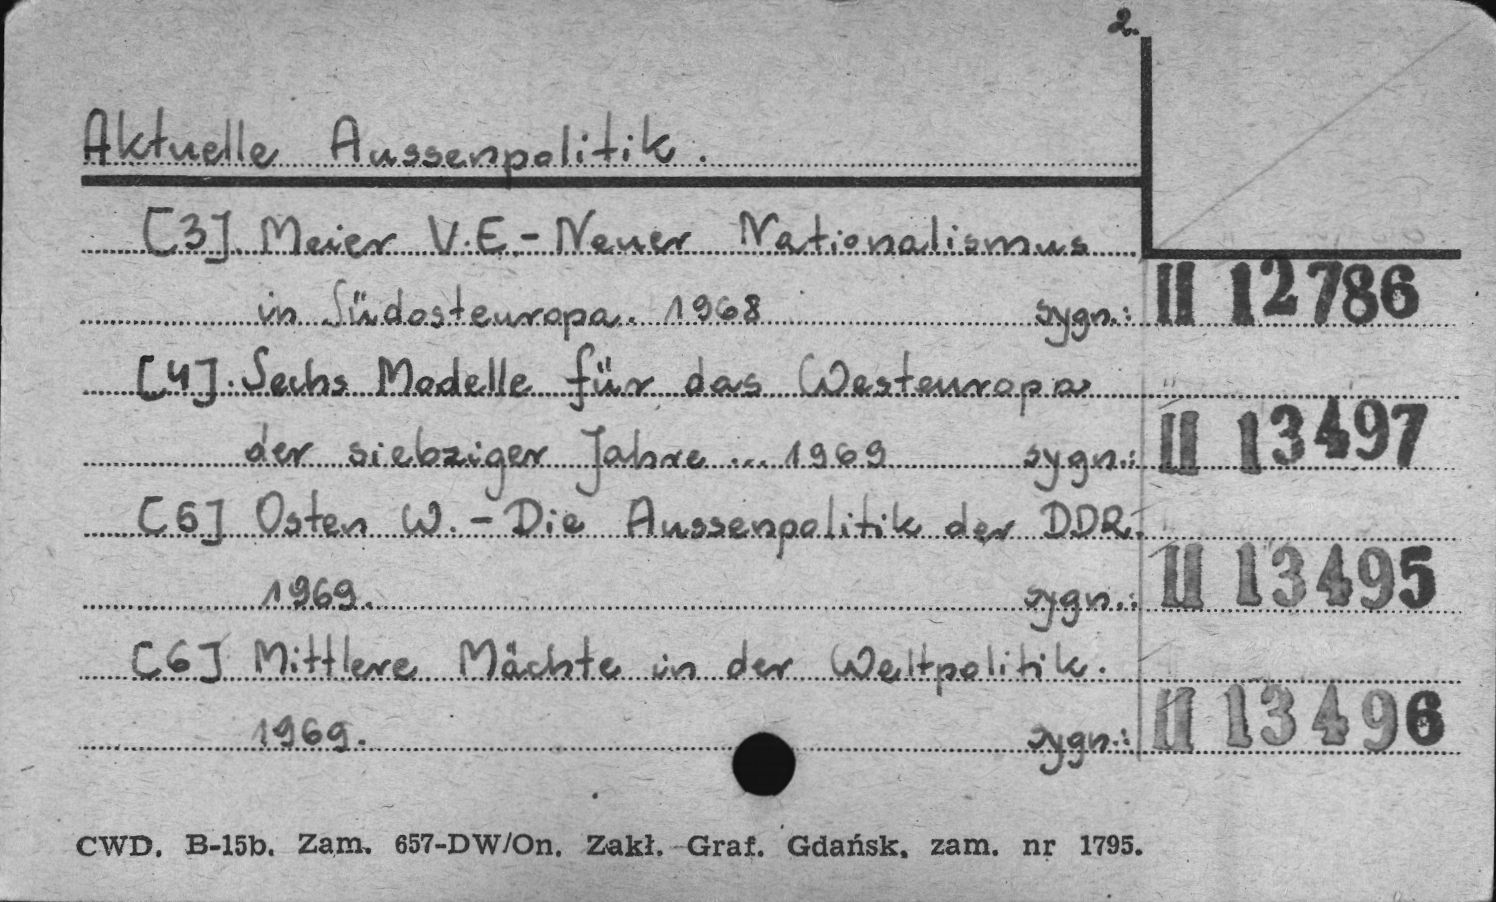 2.
Aktuelle Aussenpolitik.
[3]. Meier V.E. - Neuer Nationalismus
in Südosteuropa. 1968 sygn.: II 12786
[4]. Sechs Modelle für das Westeuropa
der siebziger Jahre ... 1969 sygn.: II 13497
[5] Osten W. - Die Aussenpolitik der DDR.
1969. sygn.: II 13495
[6] Mittlere Mächte in der Weltpolitik.
1969. sygn.: II 13496
CWD. B-15b. Zam. 657-DW/On. Zakł. Graf. Gdańsk, zam. nr 1795.